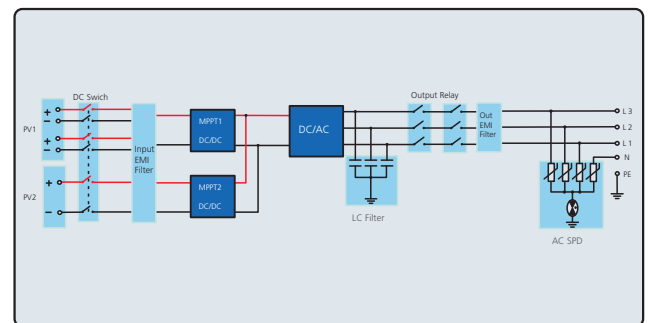 DC Swich
PV1
+
−
+
−
PV2
+
−
Input
EMI
Filter
MPPT1
DC/DC
MPPT2
DC/DC
DC/AC
LC Filter
Output Relay
Out
EMI
Filter
L 3
L 2
L 1
N
PE
AC SPD